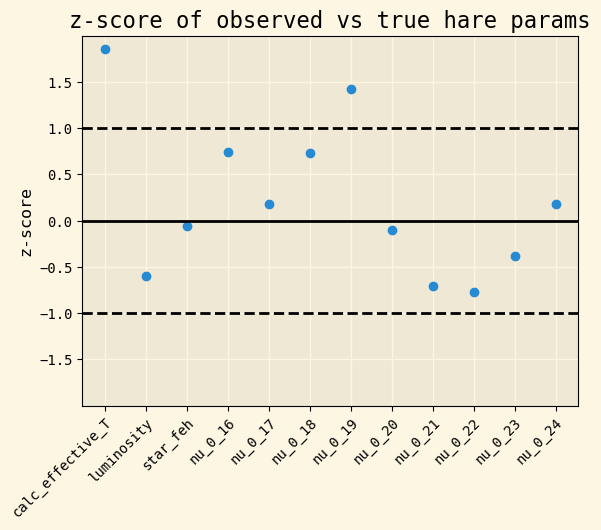 z-score of observed vs true hare params
z-score
1.5
1.0
0.5
0.0
−0.5
−1.0
−1.5
calc_effective_T
luminosity
star_feh
nu_0_16
nu_0_17
nu_0_18
nu_0_19
nu_0_20
nu_0_21
nu_0_22
nu_0_23
nu_0_24